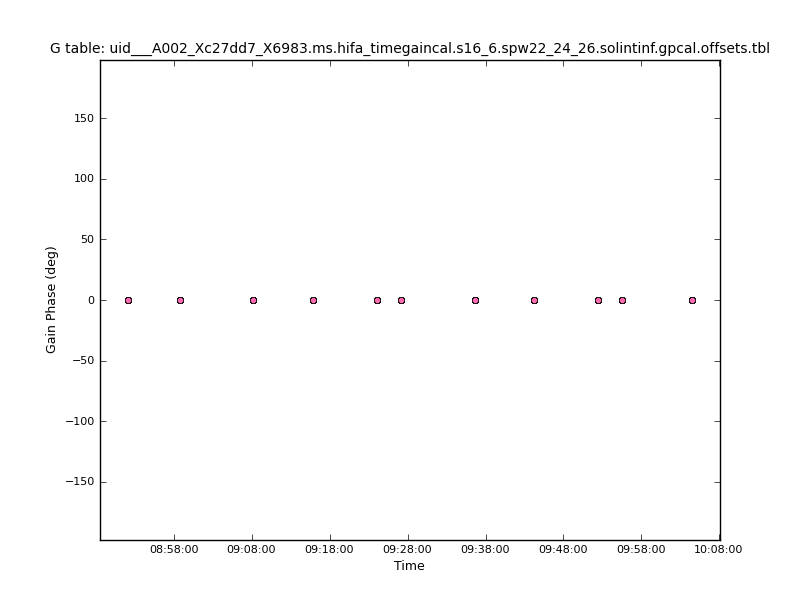 G table: uid___A002_Xc27dd7_X6983.ms.hifa_timegaincal.s16_6.spw22_24_26.solintinf.gpcal.offsets.tbl
150
100
50
0
−50
−100
−150
Gain Phase (deg)
08:58:00 09:08:00 09:18:00 09:28:00 09:38:00 09:48:00 09:58:00 10:08:00
Time